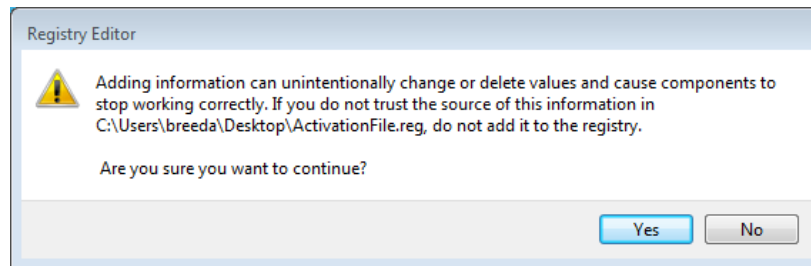 Registry Editor
Adding information can unintentionally change or delete values and cause components to
stop working correctly. If you do not trust the source of this information in
C:\Users\breeda\Desktop\ActivationFile.reg, do not add it to the registry.
Are you sure you want to continue?
Yes No